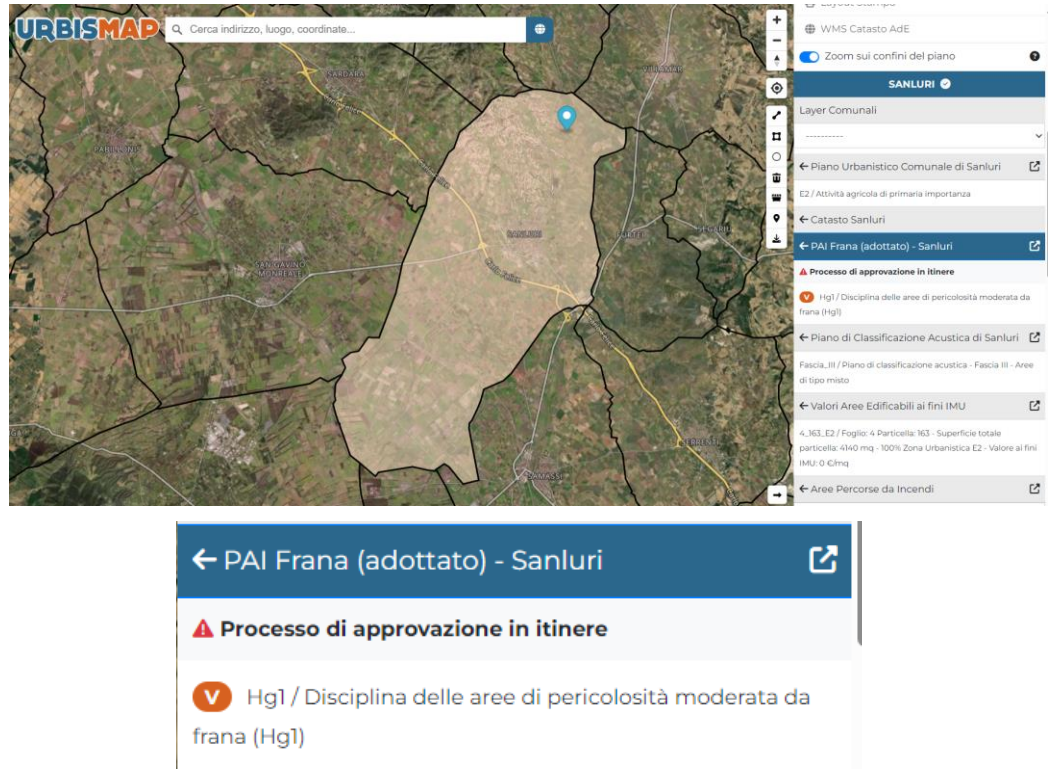 URBISMAP
Cerca indirizzo, luogo, coordinate...
SARDARA
VILLAMAR
SANLURI
FURTEI
SEGARIU
SAN GAVINO
MONREALE
SERRENTI
SAMASSI
Layout Stampa
WMS Catasto AdE
Zoom sui confini del piano
SANLURI
Layer Comunali
----------
Piano Urbanistico Comunale di Sanluri
E2 / Attività agricola di primaria importanza
Catasto Sanluri
PAI Frana (adottato) - Sanluri
Processo di approvazione in itinere
V Hg1 / Disciplina delle aree di pericolosità moderata da
frana (Hg1)
Piano di Classificazione Acustica di Sanluri
Fascia_III / Piano di classificazione acustica - Fascia III - Aree
di tipo misto
Valori Aree Edificabili ai fini IMU
4_163_E2 / Foglio: 4 Particella: 163 - Superficie totale
particella: 4140 mq - 100% Zona Urbanistica E2 - Valore ai fini
IMU: 0 €/mq
Aree Percorse da Incendi
PAI Frana (adottato) - Sanluri
Processo di approvazione in itinere
V Hg1 / Disciplina delle aree di pericolosità moderata da
frana (Hg1)